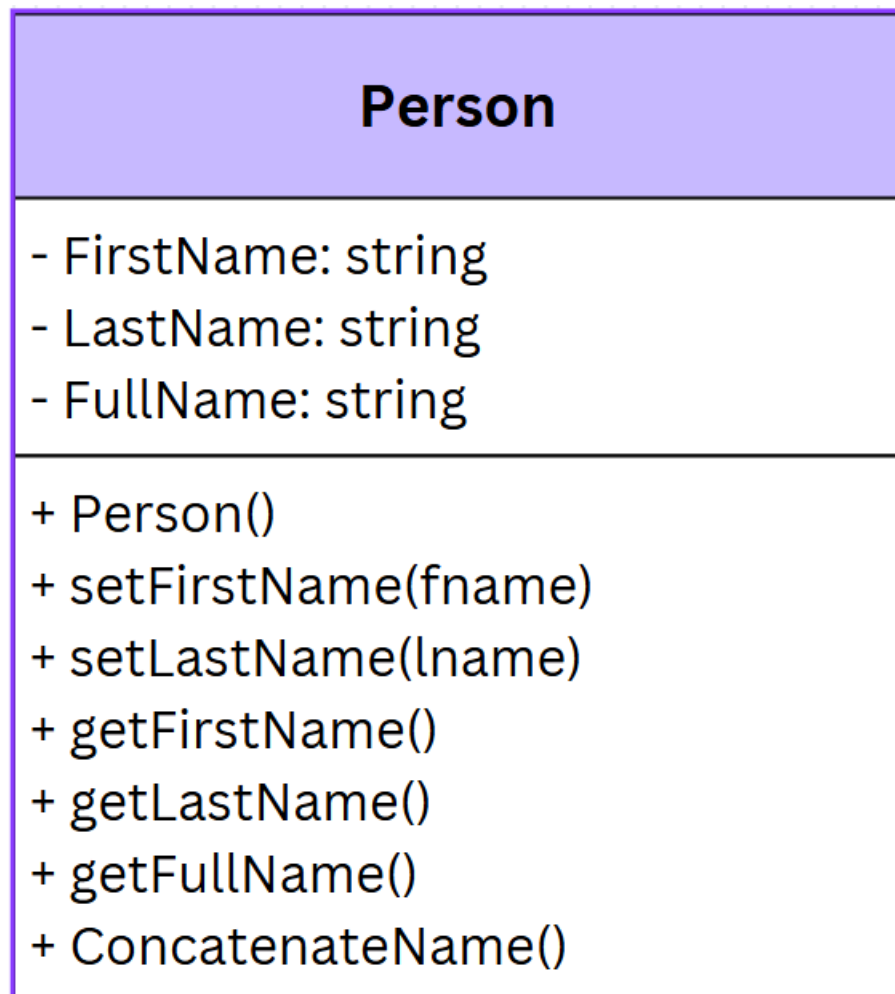 Person
- FirstName: string
- LastName: string
- FullName: string
+ Person()
+ setFirstName(fname)
+ setLastName(lname)
+ getFirstName()
+ getLastName()
+ getFullName()
+ ConcatenateName()